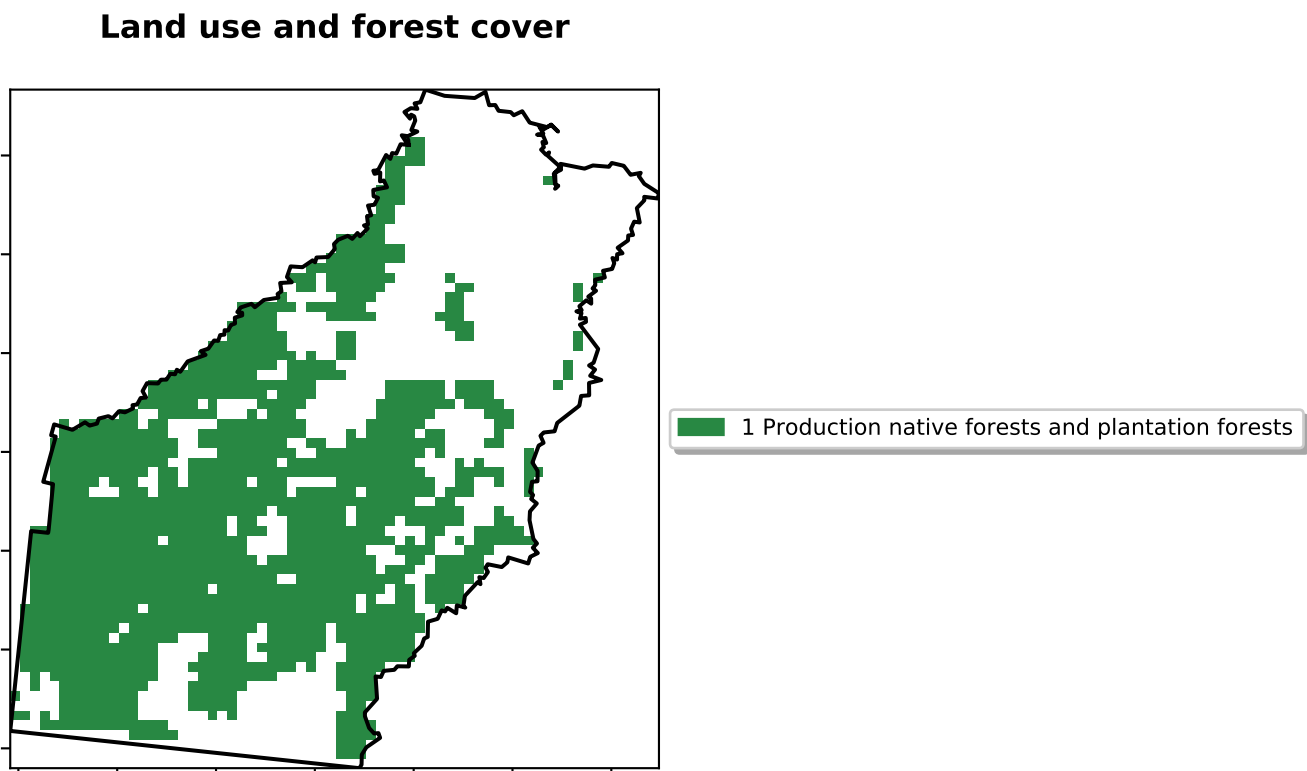 Land use and forest cover
1 Production native forests and plantation forests